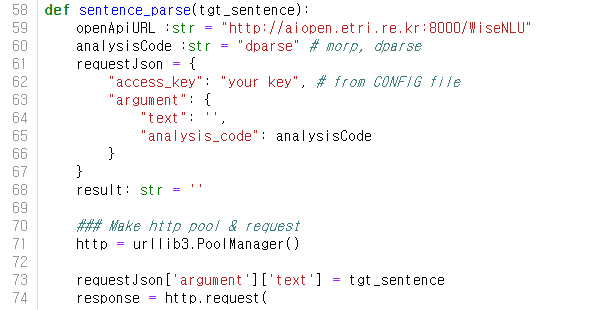 58
59 def sentence_parse(tgt_sentence):
60     openApiURL :str = "http://aiopen.etri.re.kr:8000/WiseNLU"
61     analysisCode :str = "dparse" # morp, dparse
62     requestJson = {
63         "access_key": "your key", # from CONFIG file
64         "argument": {
65             "text": '',
66             "analysis_code": analysisCode
67         }
68     }
69     result: str = ''
70
71     ### Make http pool & request
72     http = urllib3.PoolManager()
73
74     requestJson['argument']['text'] = tgt_sentence
    response = http.request(